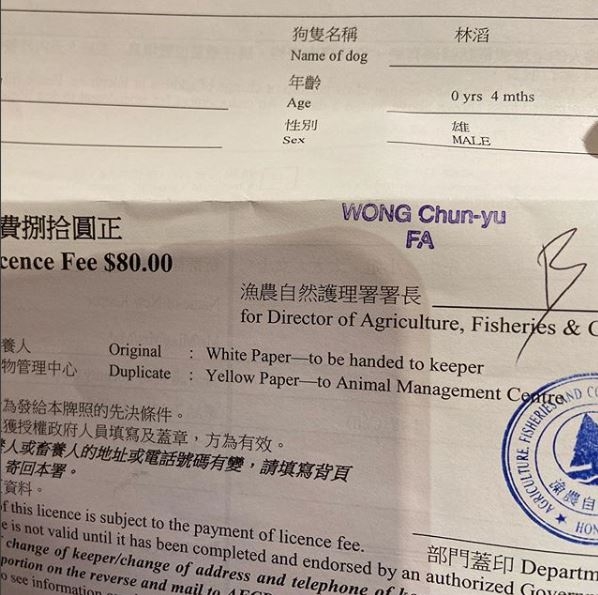 狗隻名稱 林滔
Name of dog
年齡
Age 0 yrs 4 mths
性別 雄
Sex MALE
WONG Chun-yu
FA
費捌拾圓正
cence Fee $80.00
漁農自然護理署署長
for Director of Agriculture, Fisheries & C
養人 Original : White Paper—to be handed to keeper
物管理中心 Duplicate : Yellow Paper—to Animal Management Centre
為發給本牌照的先決條件。
獲授權政府人員填寫及蓋章，方為有效。
養人或畜養人的地址或電話號碼有變，請填寫背頁
寄回本署。
資料。
f this licence is subject to the payment of licence fee.
e is not valid until it has been completed and endorsed by an authorized Govern
change of keeper/change of address and telephone of k
portion on the reverse and mail to AFCD
o see information
部門蓋印 Departm
AGRICULTURE, FISHERIES AND CO
漁農自
HON